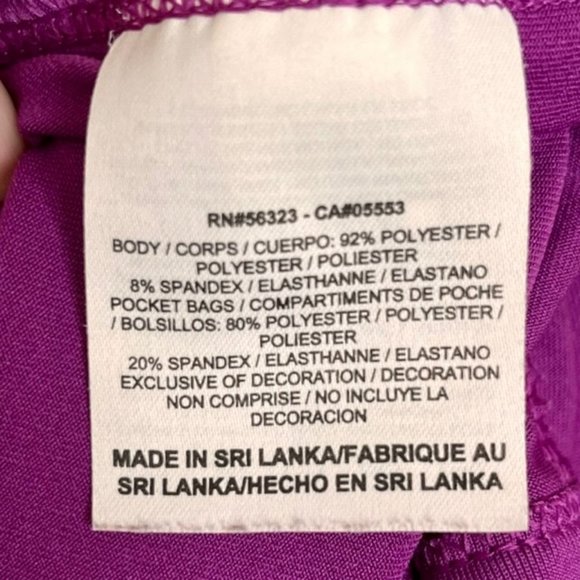 RN#56323 - CA#05553
BODY / CORPS / CUERPO: 92% POLYESTER /
POLYESTER / POLIESTER
8% SPANDEX / ELASTHANNE / ELASTANO
POCKET BAGS / COMPARTIMENTS DE POCHE
/ BOLSILLOS: 80% POLYESTER / POLYESTER /
POLIESTER
20% SPANDEX / ELASTHANNE / ELASTANO
EXCLUSIVE OF DECORATION / DECORATION
NON COMPRISE / NO INCLUYE LA
DECORACION
MADE IN SRI LANKA/FABRIQUE AU
SRI LANKA/HECHO EN SRI LANKA